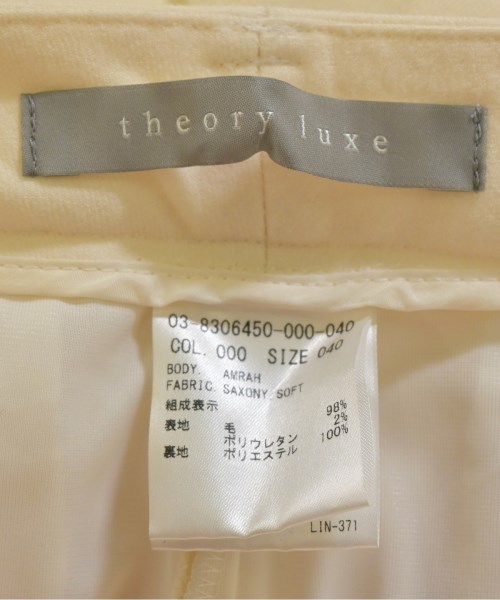 theory luxe
03-8306450-000-040
COL. 000 SIZE 040
BODY. AMRAH
FABRIC. SAXONY SOFT
組成表示
表地 毛 98%
ポリウレタン 2%
裏地 ポリエステル 100%
LIN-371